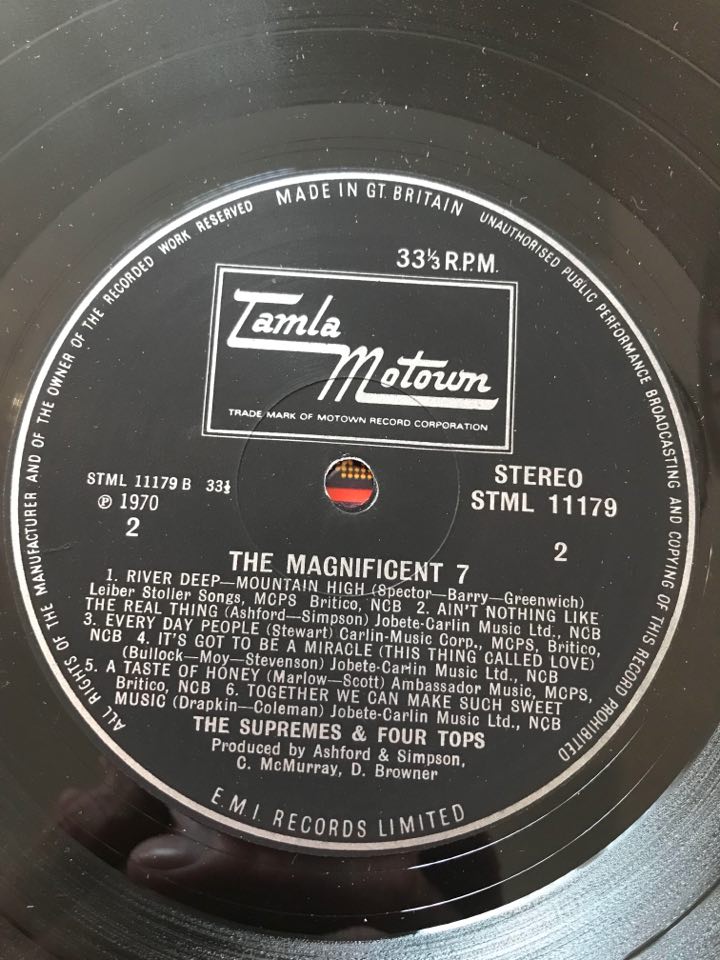 MADE IN GT. BRITAIN
UNAUTHORISED PUBLIC PERFORMANCE BROADCASTING AND COPYING OF THIS RECORD PROHIBITED
ALL RIGHTS OF THE MANUFACTURER AND OF THE OWNER OF THE RECORDED WORK RESERVED
33⅓ R.P.M.
Tamla
Motown
TRADE MARK OF MOTOWN RECORD CORPORATION
STML 11179 B 33⅓
Ⓟ 1970
2
STEREO
STML 11179
2
THE MAGNIFICENT 7
1. RIVER DEEP—MOUNTAIN HIGH (Spector—Barry—Greenwich)
Leiber Stoller Songs, MCPS Britico, NCB 2. AIN'T NOTHING LIKE
THE REAL THING (Ashford—Simpson) Jobete-Carlin Music Ltd., NCB
3. EVERY DAY PEOPLE (Stewart) Carlin-Music Corp., MCPS, Britico,
NCB 4. IT'S GOT TO BE A MIRACLE (THIS THING CALLED LOVE)
(Bullock—Moy—Stevenson) Jobete-Carlin Music Ltd., NCB
5. A TASTE OF HONEY (Marlow—Scott) Ambassador Music, MCPS,
Britico, NCB 6. TOGETHER WE CAN MAKE SUCH SWEET
MUSIC (Drapkin—Coleman) Jobete-Carlin Music Ltd., NCB
THE SUPREMES & FOUR TOPS
Produced by Ashford & Simpson,
C. McMurray, D. Browner
E.M.I. RECORDS LIMITED